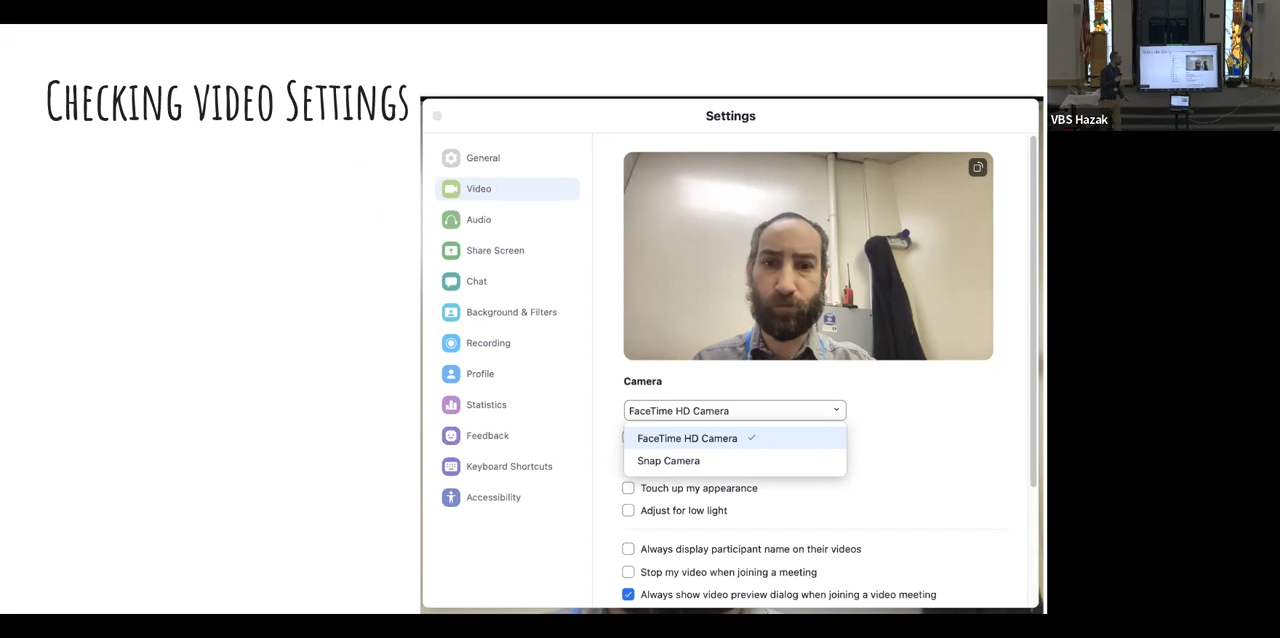 Checking video Settings
Settings
General
Video
Audio
Share Screen
Chat
Background & Filters
Recording
Profile
Statistics
Feedback
Keyboard Shortcuts
Accessibility
Camera
FaceTime HD Camera
FaceTime HD Camera
Snap Camera
Touch up my appearance
Adjust for low light
Always display participant name on their videos
Stop my video when joining a meeting
Always show video preview dialog when joining a video meeting
VBS Hazak